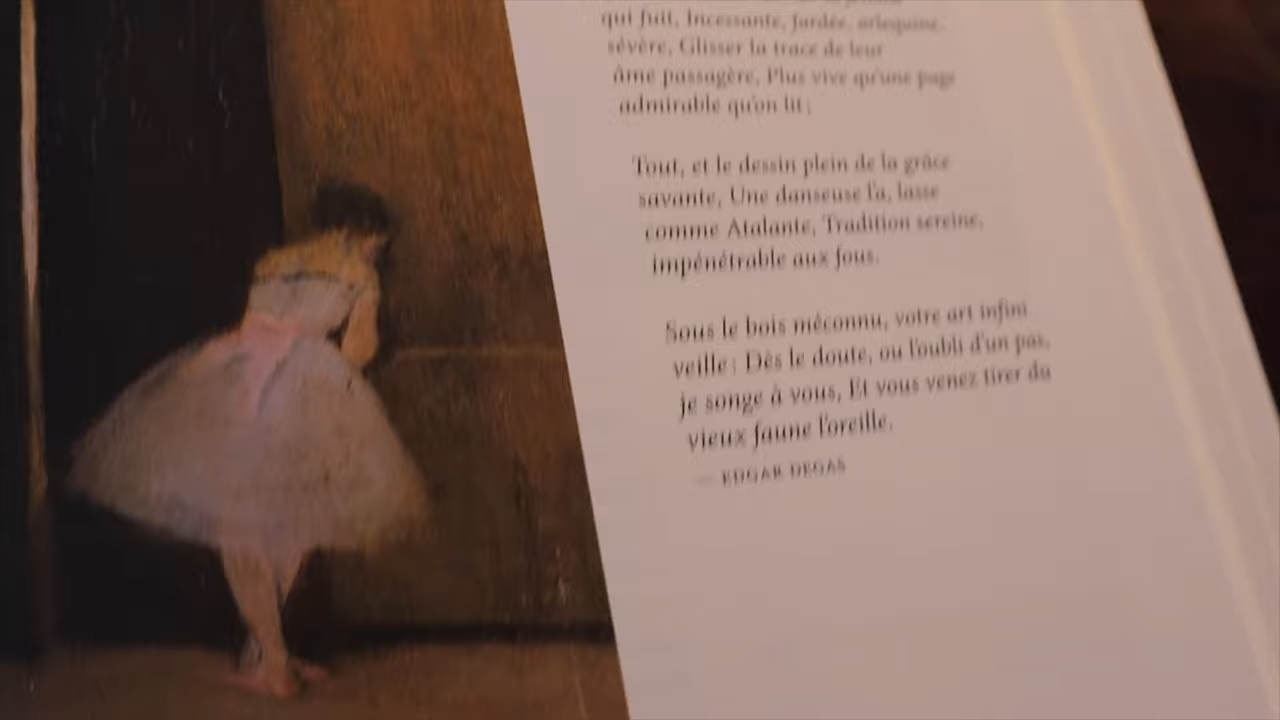 qui fuit, Incessante, fardée, arlequine,
sévère, Glisser la trace de leur
âme passagère, Plus vive qu'une page
admirable qu'on lit ;
Tout, et le dessin plein de la grâce
savante, Une danseuse l'a, lasse
comme Atalante, Tradition sereine,
impénétrable aux fous.
Sous le bois méconnu, votre art infini
veille : Dès le doute, ou l'oubli d'un pas,
je songe à vous, Et vous venez tirer du
vieux faune l'oreille.
— EDGAR DEGAS